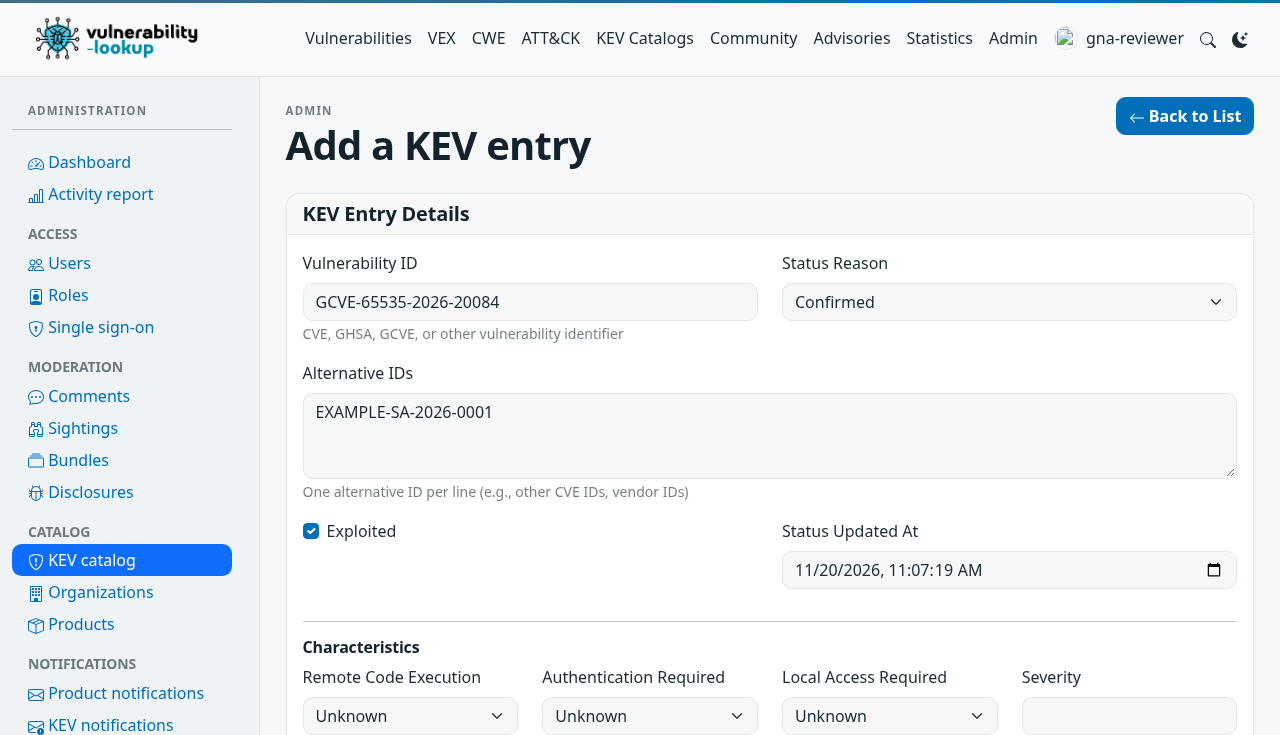 vulnerability
-lookup
Vulnerabilities
VEX
CWE
ATT&CK
KEV Catalogs
Community
Advisories
Statistics
Admin
gna-reviewer
ADMINISTRATION
Dashboard
Activity report
ACCESS
Users
Roles
Single sign-on
MODERATION
Comments
Sightings
Bundles
Disclosures
CATALOG
KEV catalog
Organizations
Products
NOTIFICATIONS
Product notifications
KEV notifications
ADMIN
Add a KEV entry
← Back to List
KEV Entry Details
Vulnerability ID
GCVE-65535-2026-20084
CVE, GHSA, GCVE, or other vulnerability identifier
Status Reason
Confirmed
Alternative IDs
EXAMPLE-SA-2026-0001
One alternative ID per line (e.g., other CVE IDs, vendor IDs)
Exploited
Status Updated At
11/20/2026, 11:07:19 AM
Characteristics
Remote Code Execution
Unknown
Authentication Required
Unknown
Local Access Required
Unknown
Severity